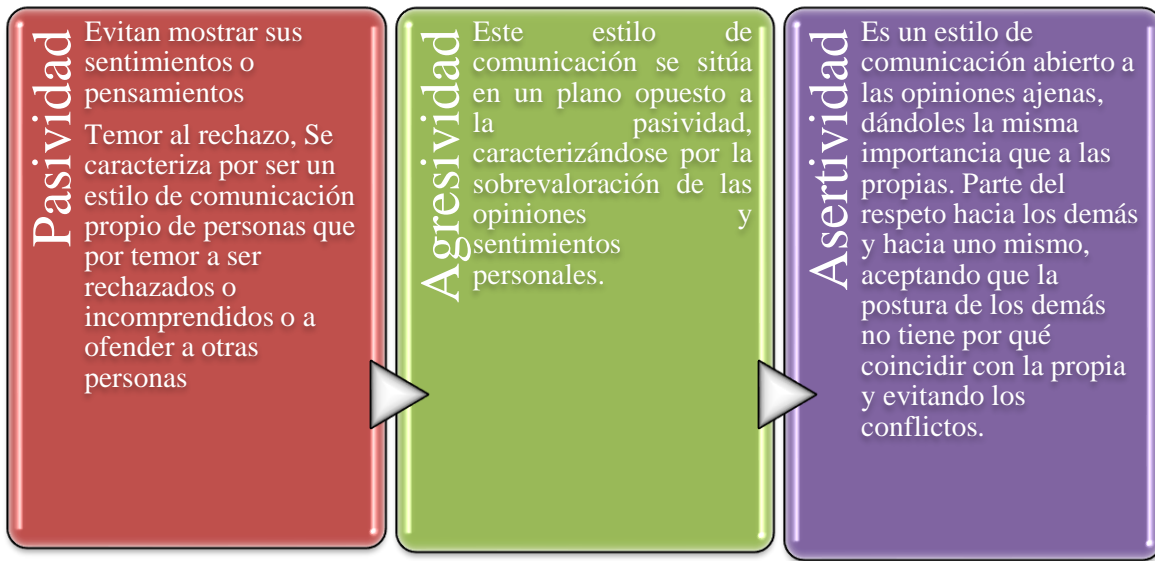 Pasividad
Evitan mostrar sus
sentimientos o
pensamientos
Temor al rechazo, Se
caracteriza por ser un
estilo de comunicación
propio de personas que
por temor a ser
rechazados o
incomprendidos o a
ofender a otras
personas
Agresividad
Este estilo de
comunicación se sitúa
en un plano opuesto a
la pasividad,
caracterizándose por la
sobrevaloración de las
opiniones y
sentimientos
personales.
Asertividad
Es un estilo de
comunicación abierto a
las opiniones ajenas,
dándoles la misma
importancia que a las
propias. Parte del
respeto hacia los demás
y hacia uno mismo,
aceptando que la
postura de los demás
no tiene por qué
coincidir con la propia
y evitando los
conflictos.